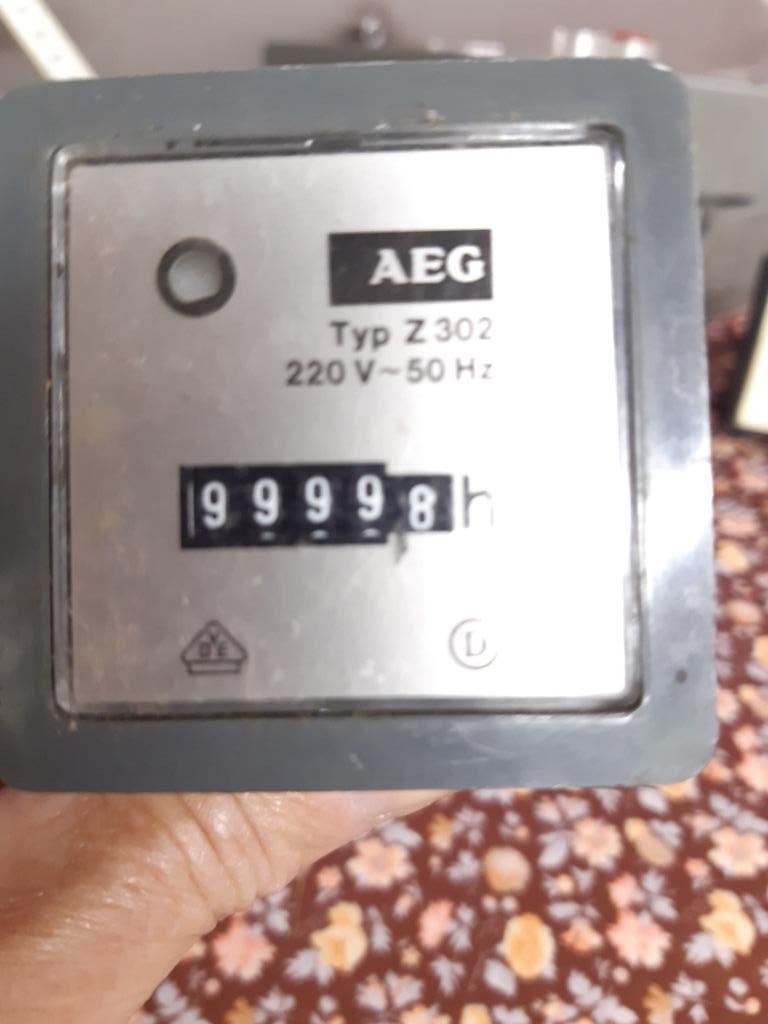 AEG
Typ Z 302
220 V~50 Hz
99998 h
VDE
D